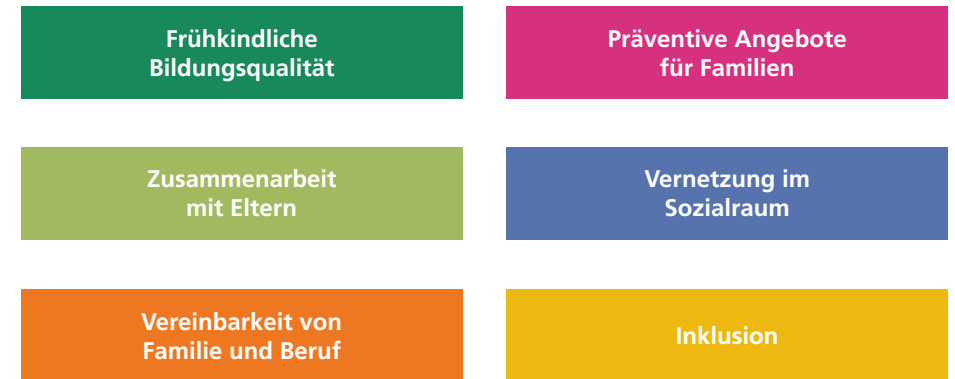 Frühkindliche
Bildungsqualität
Präventive Angebote
für Familien
Zusammenarbeit
mit Eltern
Vernetzung im
Sozialraum
Vereinbarkeit von
Familie und Beruf
Inklusion